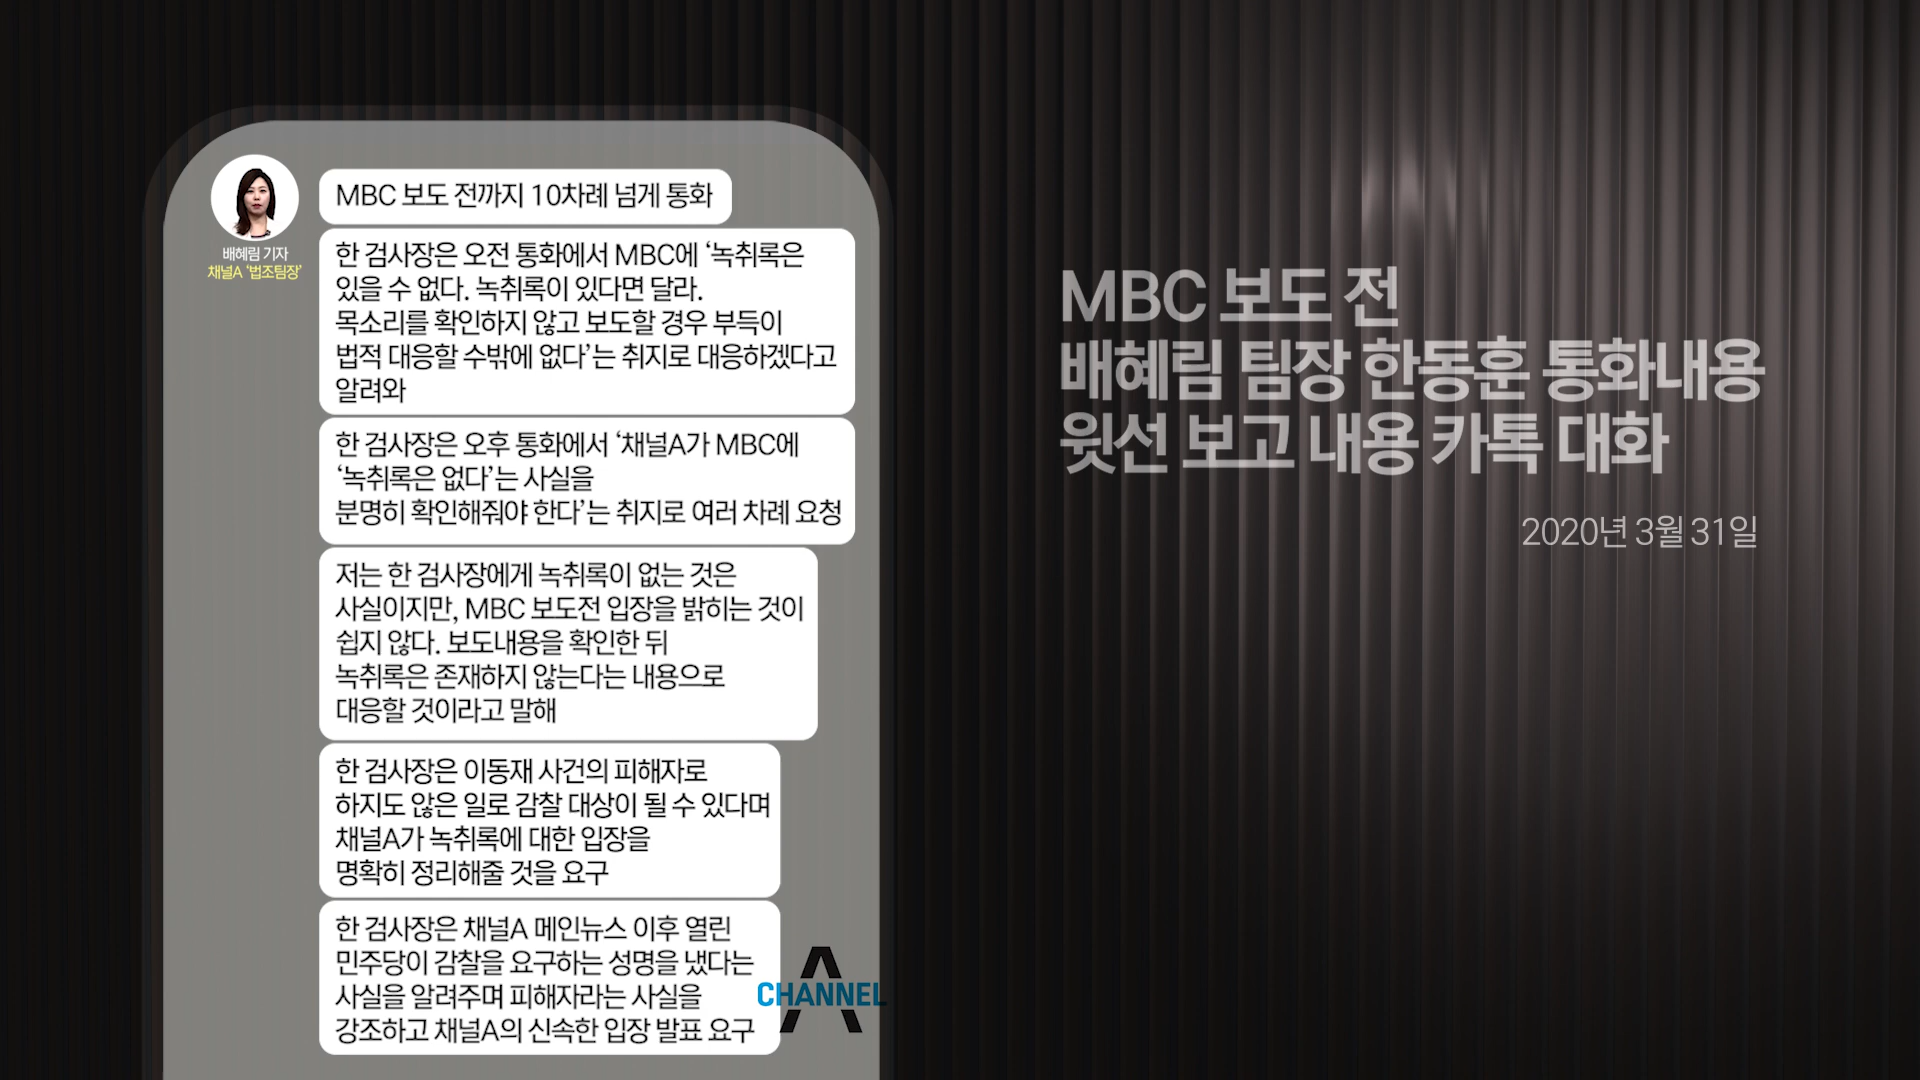 배혜림 기자
채널A ‘법조팀장’
MBC 보도 전까지 10차례 넘게 통화
한 검사장은 오전 통화에서 MBC에 ‘녹취록은
있을 수 없다. 녹취록이 있다면 달라.
목소리를 확인하지 않고 보도할 경우 부득이
법적 대응할 수밖에 없다’는 취지로 대응하겠다고
알려와
한 검사장은 오후 통화에서 ‘채널A가 MBC에
‘녹취록은 없다’는 사실을
분명히 확인해줘야 한다’는 취지로 여러 차례 요청
저는 한 검사장에게 녹취록이 없는 것은
사실이지만, MBC 보도전 입장을 밝히는 것이
쉽지 않다. 보도내용을 확인한 뒤
녹취록은 존재하지 않는다는 내용으로
대응할 것이라고 말해
한 검사장은 이동재 사건의 피해자로
하지도 않은 일로 감찰 대상이 될 수 있다며
채널A가 녹취록에 대한 입장을
명확히 정리해줄 것을 요구
한 검사장은 채널A 메인뉴스 이후 열린
민주당이 감찰을 요구하는 성명을 냈다는
사실을 알려주며 피해자라는 사실을
강조하고 채널A의 신속한 입장 발표 요구
CHANNEL A
MBC 보도 전
배혜림 팀장 한동훈 통화내용
윗선 보고 내용 카톡 대화
2020년 3월 31일